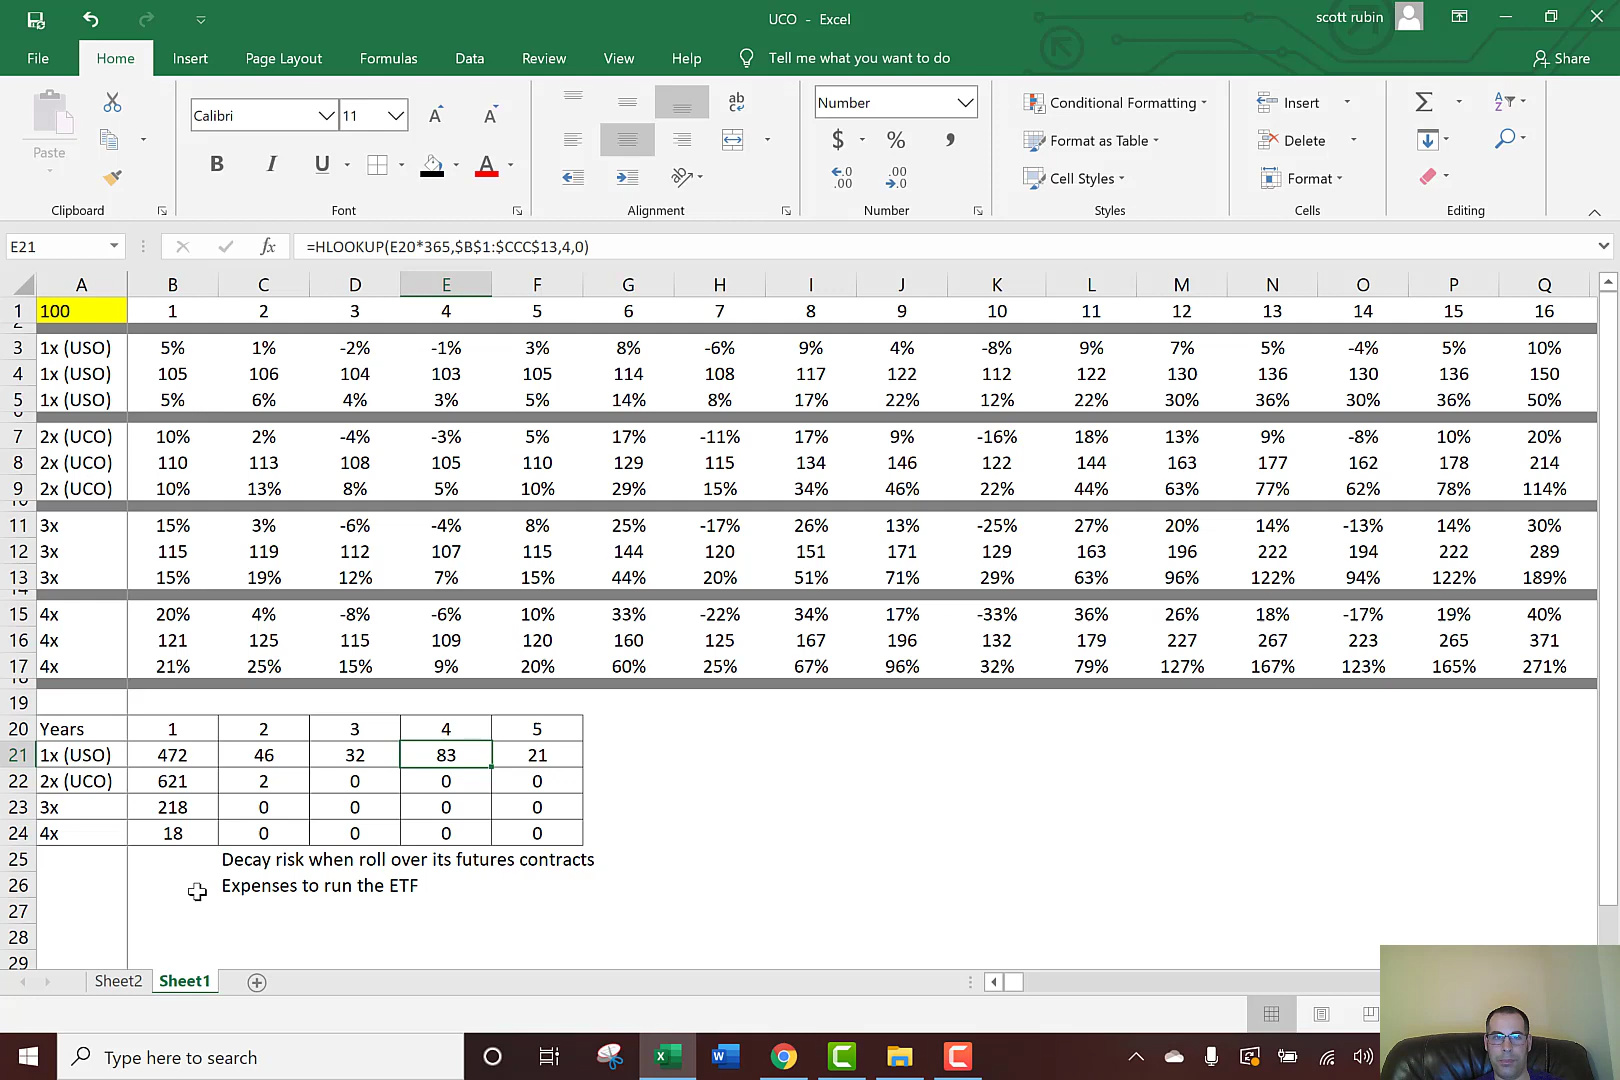 UCO - Excel
scott rubin
File Home Insert Page Layout Formulas Data Review View Help Tell me what you want to do Share
Paste
Calibri 11
B I U A
ab
Number
$ % ,
Conditional Formatting
Format as Table
Cell Styles
Insert
Delete
Format
Clipboard Font Alignment Number Styles Cells Editing
E21 fx =HLOOKUP(E20*365,$B$1:$CCC$13,4,0)
A B C D E F G H I J K L M N O P Q
1 100 1 2 3 4 5 6 7 8 9 10 11 12 13 14 15 16
3 1x (USO) 5% 1% -2% -1% 3% 8% -6% 9% 4% -8% 9% 7% 5% -4% 5% 10%
4 1x (USO) 105 106 104 103 105 114 108 117 122 112 122 130 136 130 136 150
5 1x (USO) 5% 6% 4% 3% 5% 14% 8% 17% 22% 12% 22% 30% 36% 30% 36% 50%
7 2x (UCO) 10% 2% -4% -3% 5% 17% -11% 17% 9% -16% 18% 13% 9% -8% 10% 20%
8 2x (UCO) 110 113 108 105 110 129 115 134 146 122 144 163 177 162 178 214
9 2x (UCO) 10% 13% 8% 5% 10% 29% 15% 34% 46% 22% 44% 63% 77% 62% 78% 114%
11 3x 15% 3% -6% -4% 8% 25% -17% 26% 13% -25% 27% 20% 14% -13% 14% 30%
12 3x 115 119 112 107 115 144 120 151 171 129 163 196 222 194 222 289
13 3x 15% 19% 12% 7% 15% 44% 20% 51% 71% 29% 63% 96% 122% 94% 122% 189%
15 4x 20% 4% -8% -6% 10% 33% -22% 34% 17% -33% 36% 26% 18% -17% 19% 40%
16 4x 121 125 115 109 120 160 125 167 196 132 179 227 267 223 265 371
17 4x 21% 25% 15% 9% 20% 60% 25% 67% 96% 32% 79% 127% 167% 123% 165% 271%
19
20 Years 1 2 3 4 5
21 1x (USO) 472 46 32 83 21
22 2x (UCO) 621 2 0 0 0
23 3x 218 0 0 0 0
24 4x 18 0 0 0 0
25 Decay risk when roll over its futures contracts
26 Expenses to run the ETF
27
28
29
Sheet2 Sheet1
Type here to search